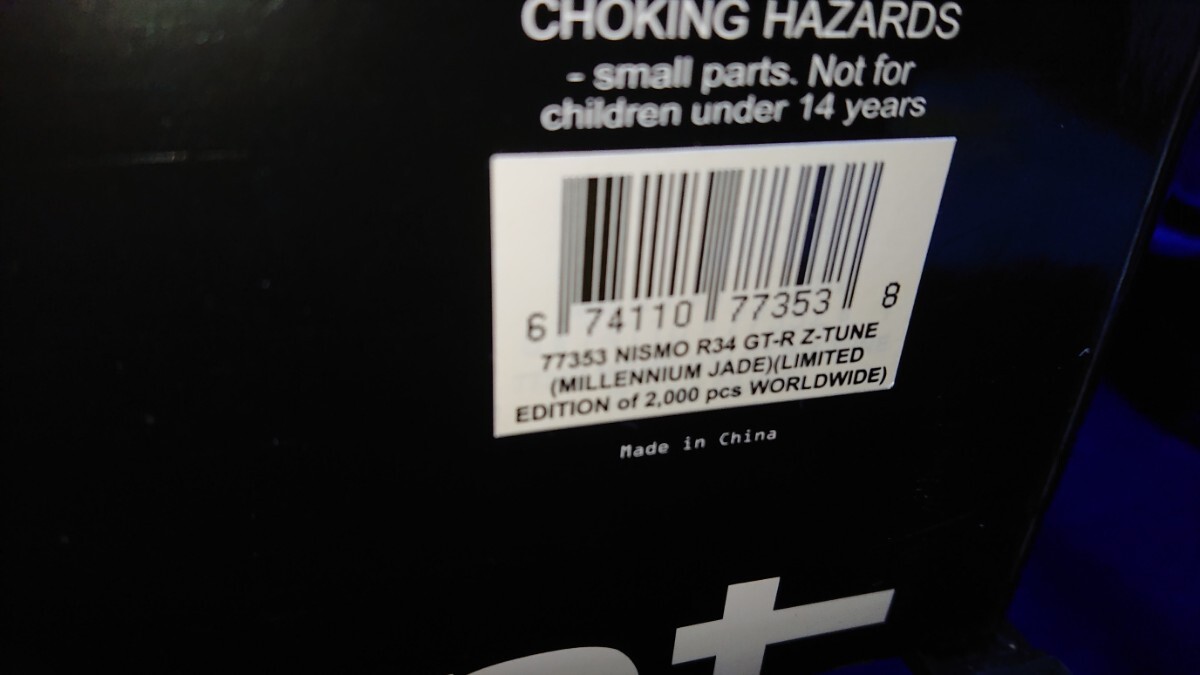 CHOKING HAZARDS
- small parts. Not for
children under 14 years
6 74110 77353 8
77353 NISMO R34 GT-R Z-TUNE
(MILLENNIUM JADE)(LIMITED
EDITION of 2,000 pcs WORLDWIDE)
Made in China